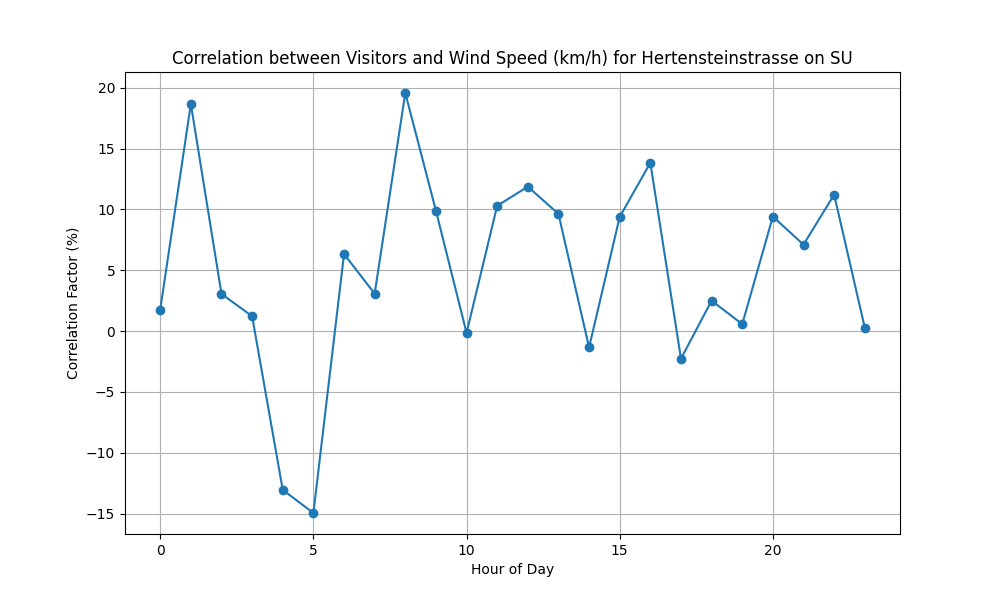 Correlation between Visitors and Wind Speed (km/h) for Hertensteinstrasse on SU
Correlation Factor (%)
20
15
10
5
0
−5
−10
−15
0 5 10 15 20
Hour of Day